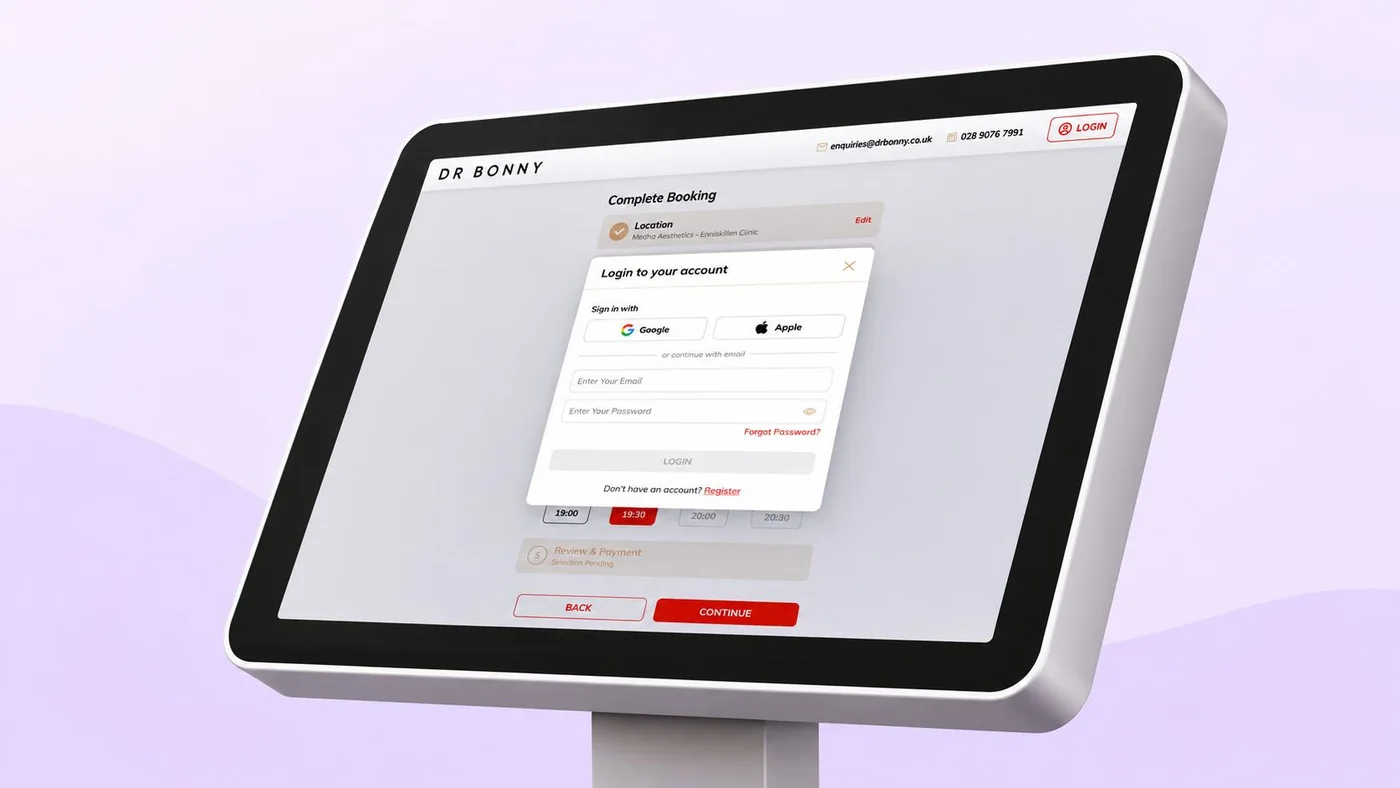 DR BONNY
enquiries@drbonny.co.uk
028 9076 7991
LOGIN
Complete Booking
Location
Medha Aesthetics - Enniskillen Clinic
Edit
Login to your account
Sign in with
Google
Apple
or continue with email
Enter Your Email
Enter Your Password
Forgot Password?
LOGIN
Don't have an account? Register
19:00
19:30
20:00
20:30
5
Review & Payment
Selection Pending
BACK
CONTINUE